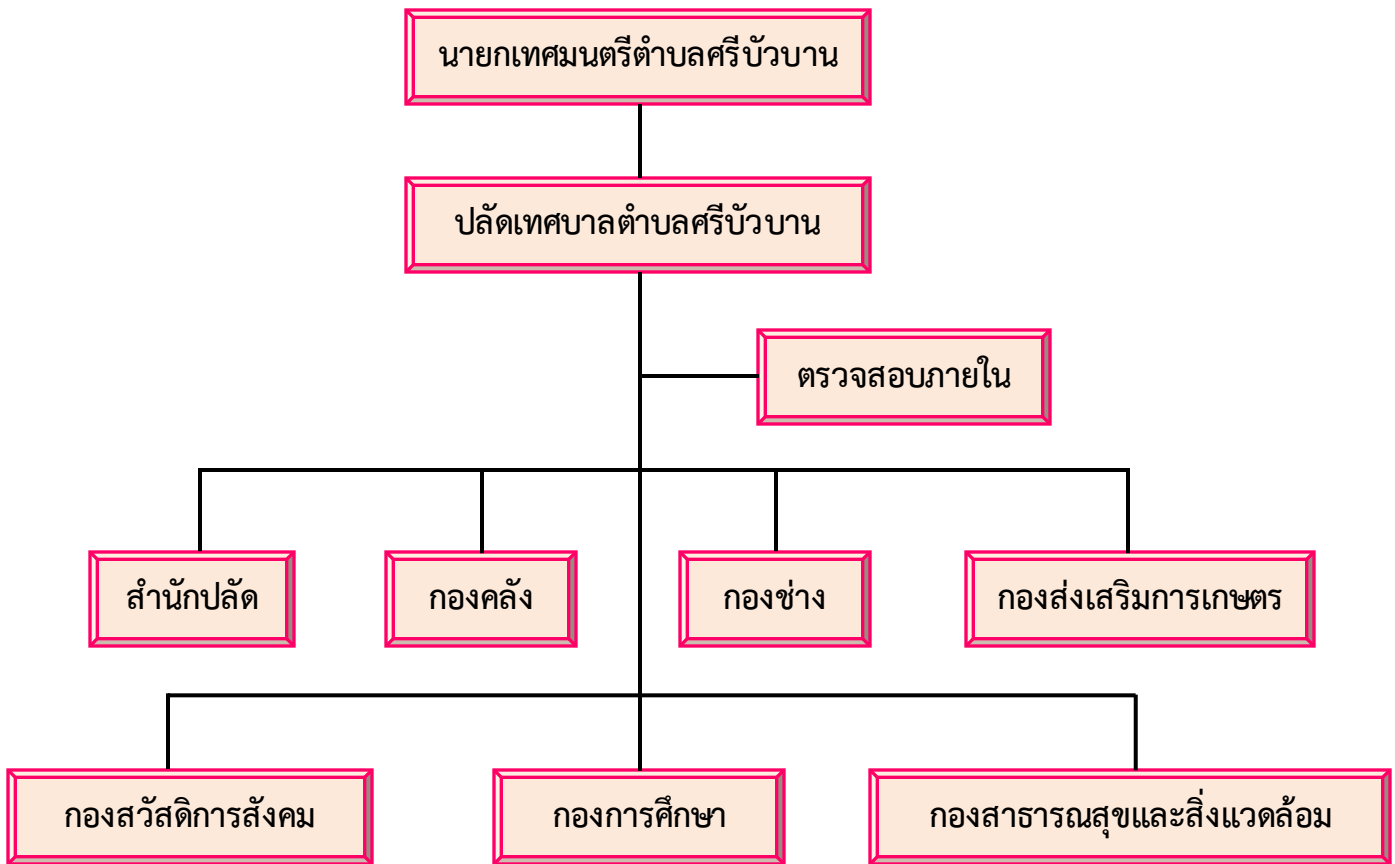 นายกเทศมนตรีตำบลศรีบัวบาน
ปลัดเทศบาลตำบลศรีบัวบาน
ตรวจสอบภายใน
สำนักปลัด
กองคลัง
กองช่าง
กองส่งเสริมการเกษตร
กองสวัสดิการสังคม
กองการศึกษา
กองสาธารณสุขและสิ่งแวดล้อม